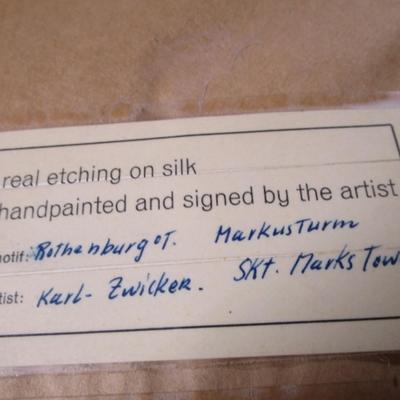 real etching on silk
handpainted and signed by the artist
notif: Rothenburg oT. Markusturm
Skt. Marks Tow
tist: Karl- Zwicker.